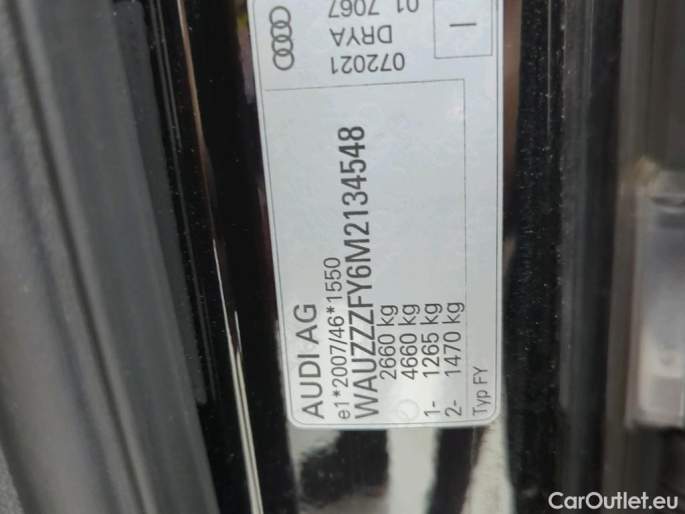 AUDI AG
e1*2007/46*1550
WAUZZZFY6M2134548
2660 kg
4660 kg
1- 1265 kg
2- 1470 kg
Typ FY
072021
DRYA
01 7067
I
CarOutlet.eu